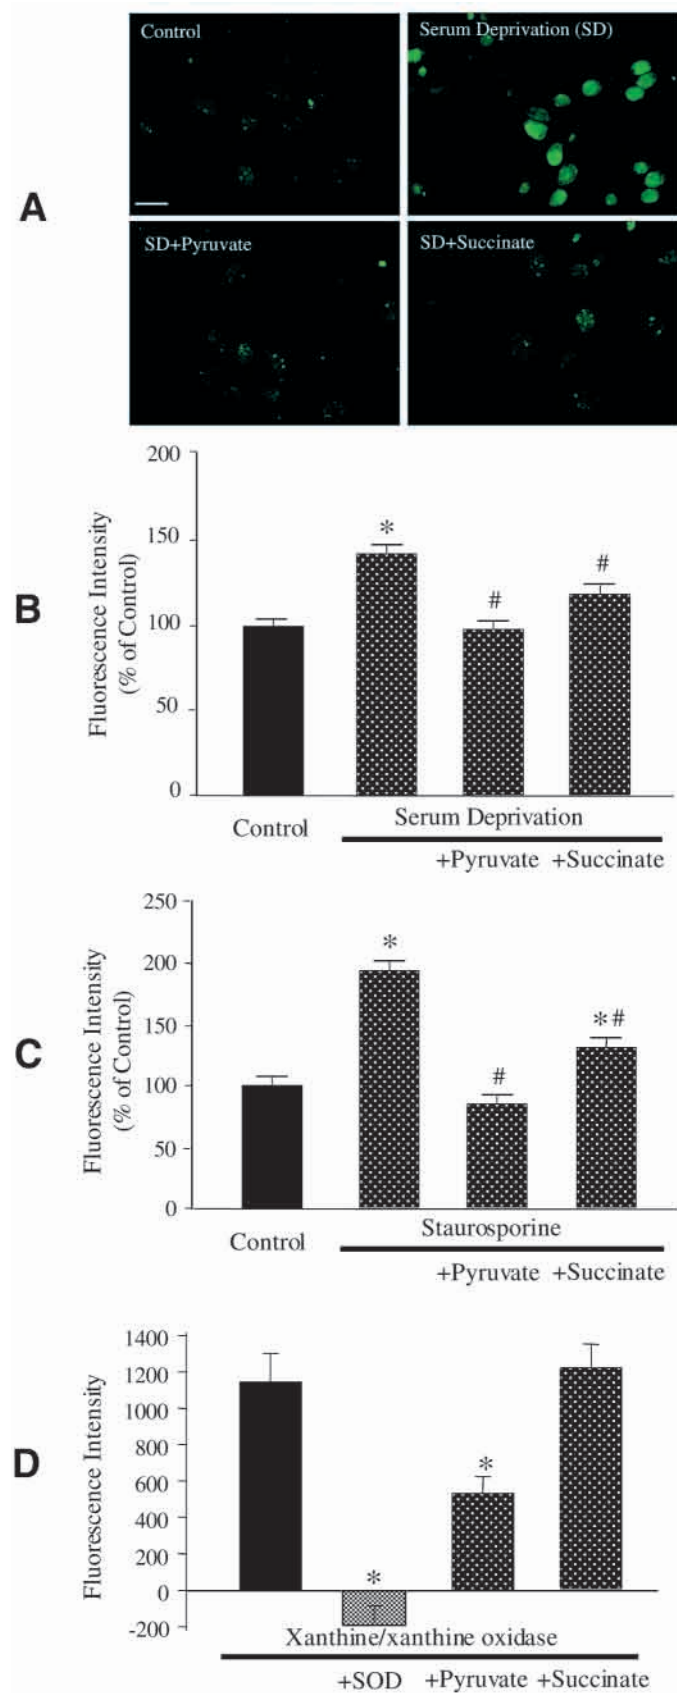 A
Control
Serum Deprivation (SD)
SD+Pyruvate
SD+Succinate
B
Fluorescence Intensity
(% of Control)
200
150
100
50
0
*
#
#
Control
Serum Deprivation
+Pyruvate +Succinate
C
Fluorescence Intensity
(% of Control)
250
200
150
100
50
0
*
#
*#
Control
Staurosporine
+Pyruvate +Succinate
D
Fluorescence Intensity
1400
1200
1000
800
600
400
200
0
-200
*
*
Xanthine/xanthine oxidase
+SOD +Pyruvate +Succinate